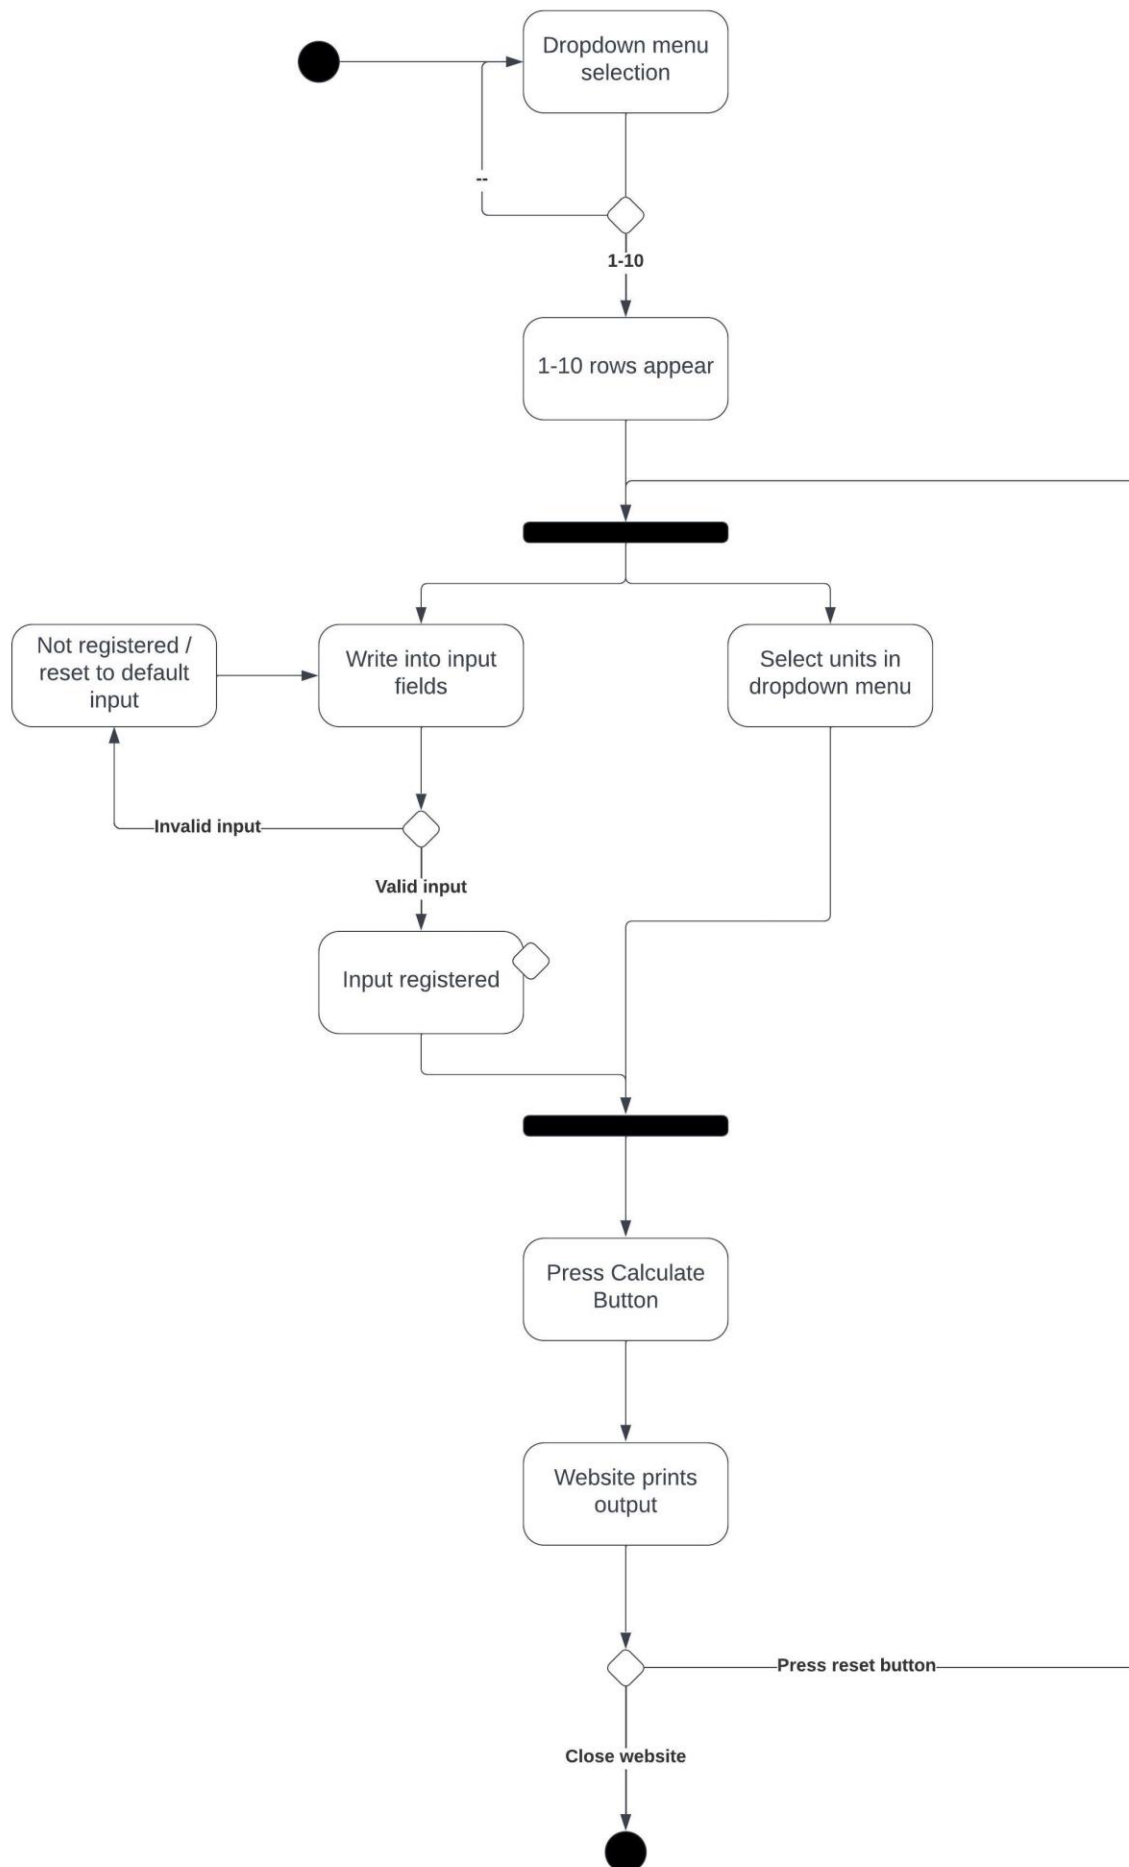 Dropdown menu
selection
--
1-10
1-10 rows appear
Not registered /
reset to default
input
Write into input
fields
Select units in
dropdown menu
Invalid input
Valid input
Input registered
Press Calculate
Button
Website prints
output
Press reset button
Close website